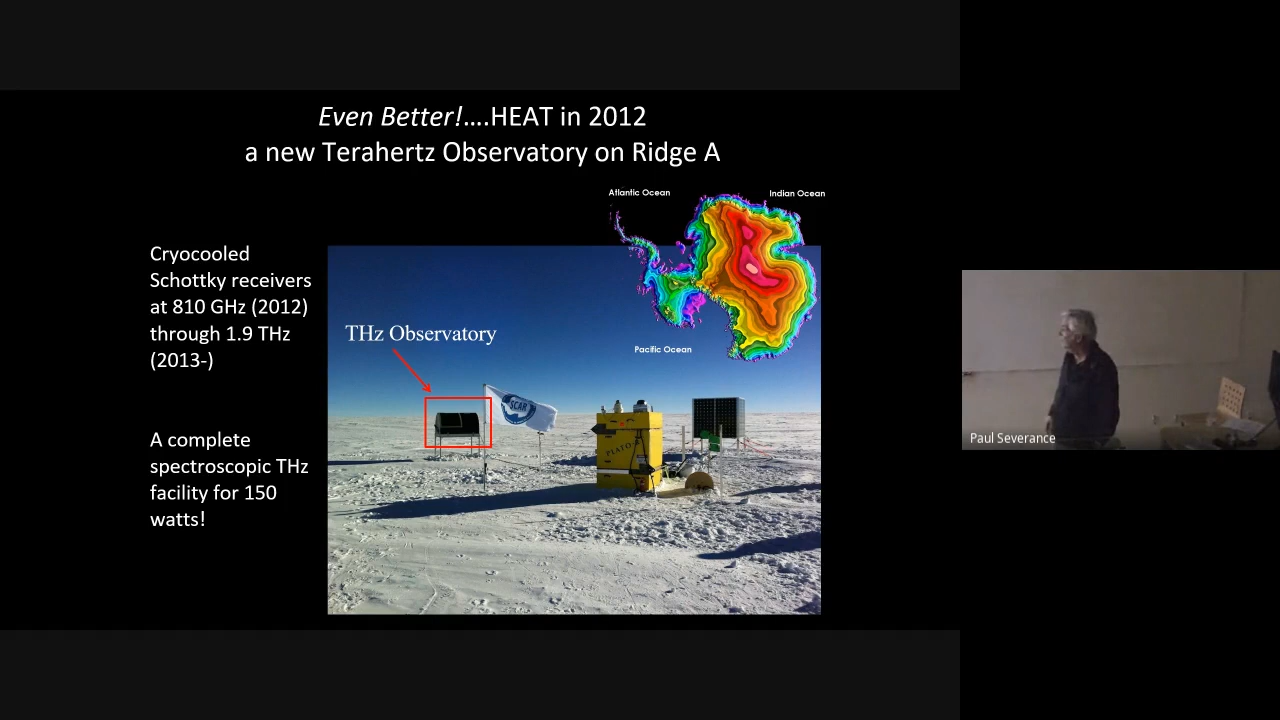 Even Better!....HEAT in 2012
a new Terahertz Observatory on Ridge A
Atlantic Ocean
Indian Ocean
Cryocooled
Schottky receivers
at 810 GHz (2012)
through 1.9 THz
(2013-)
THz Observatory
Pacific Ocean
SCAR
PLATO
A complete
spectroscopic THz
facility for 150
watts!
Paul Severance